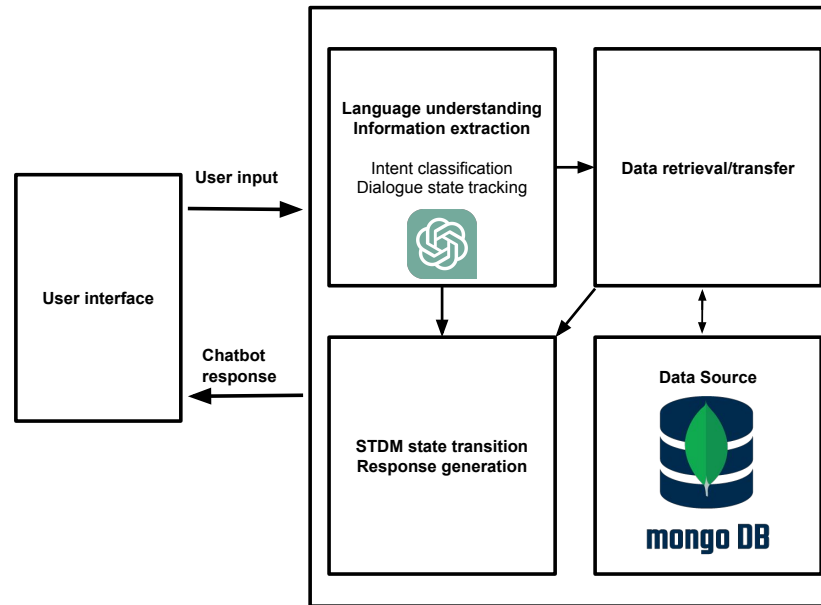 User interface
User input
Chatbot
response
Language understanding
Information extraction
Intent classification
Dialogue state tracking
Data retrieval/transfer
STDM state transition
Response generation
Data Source
mongo DB